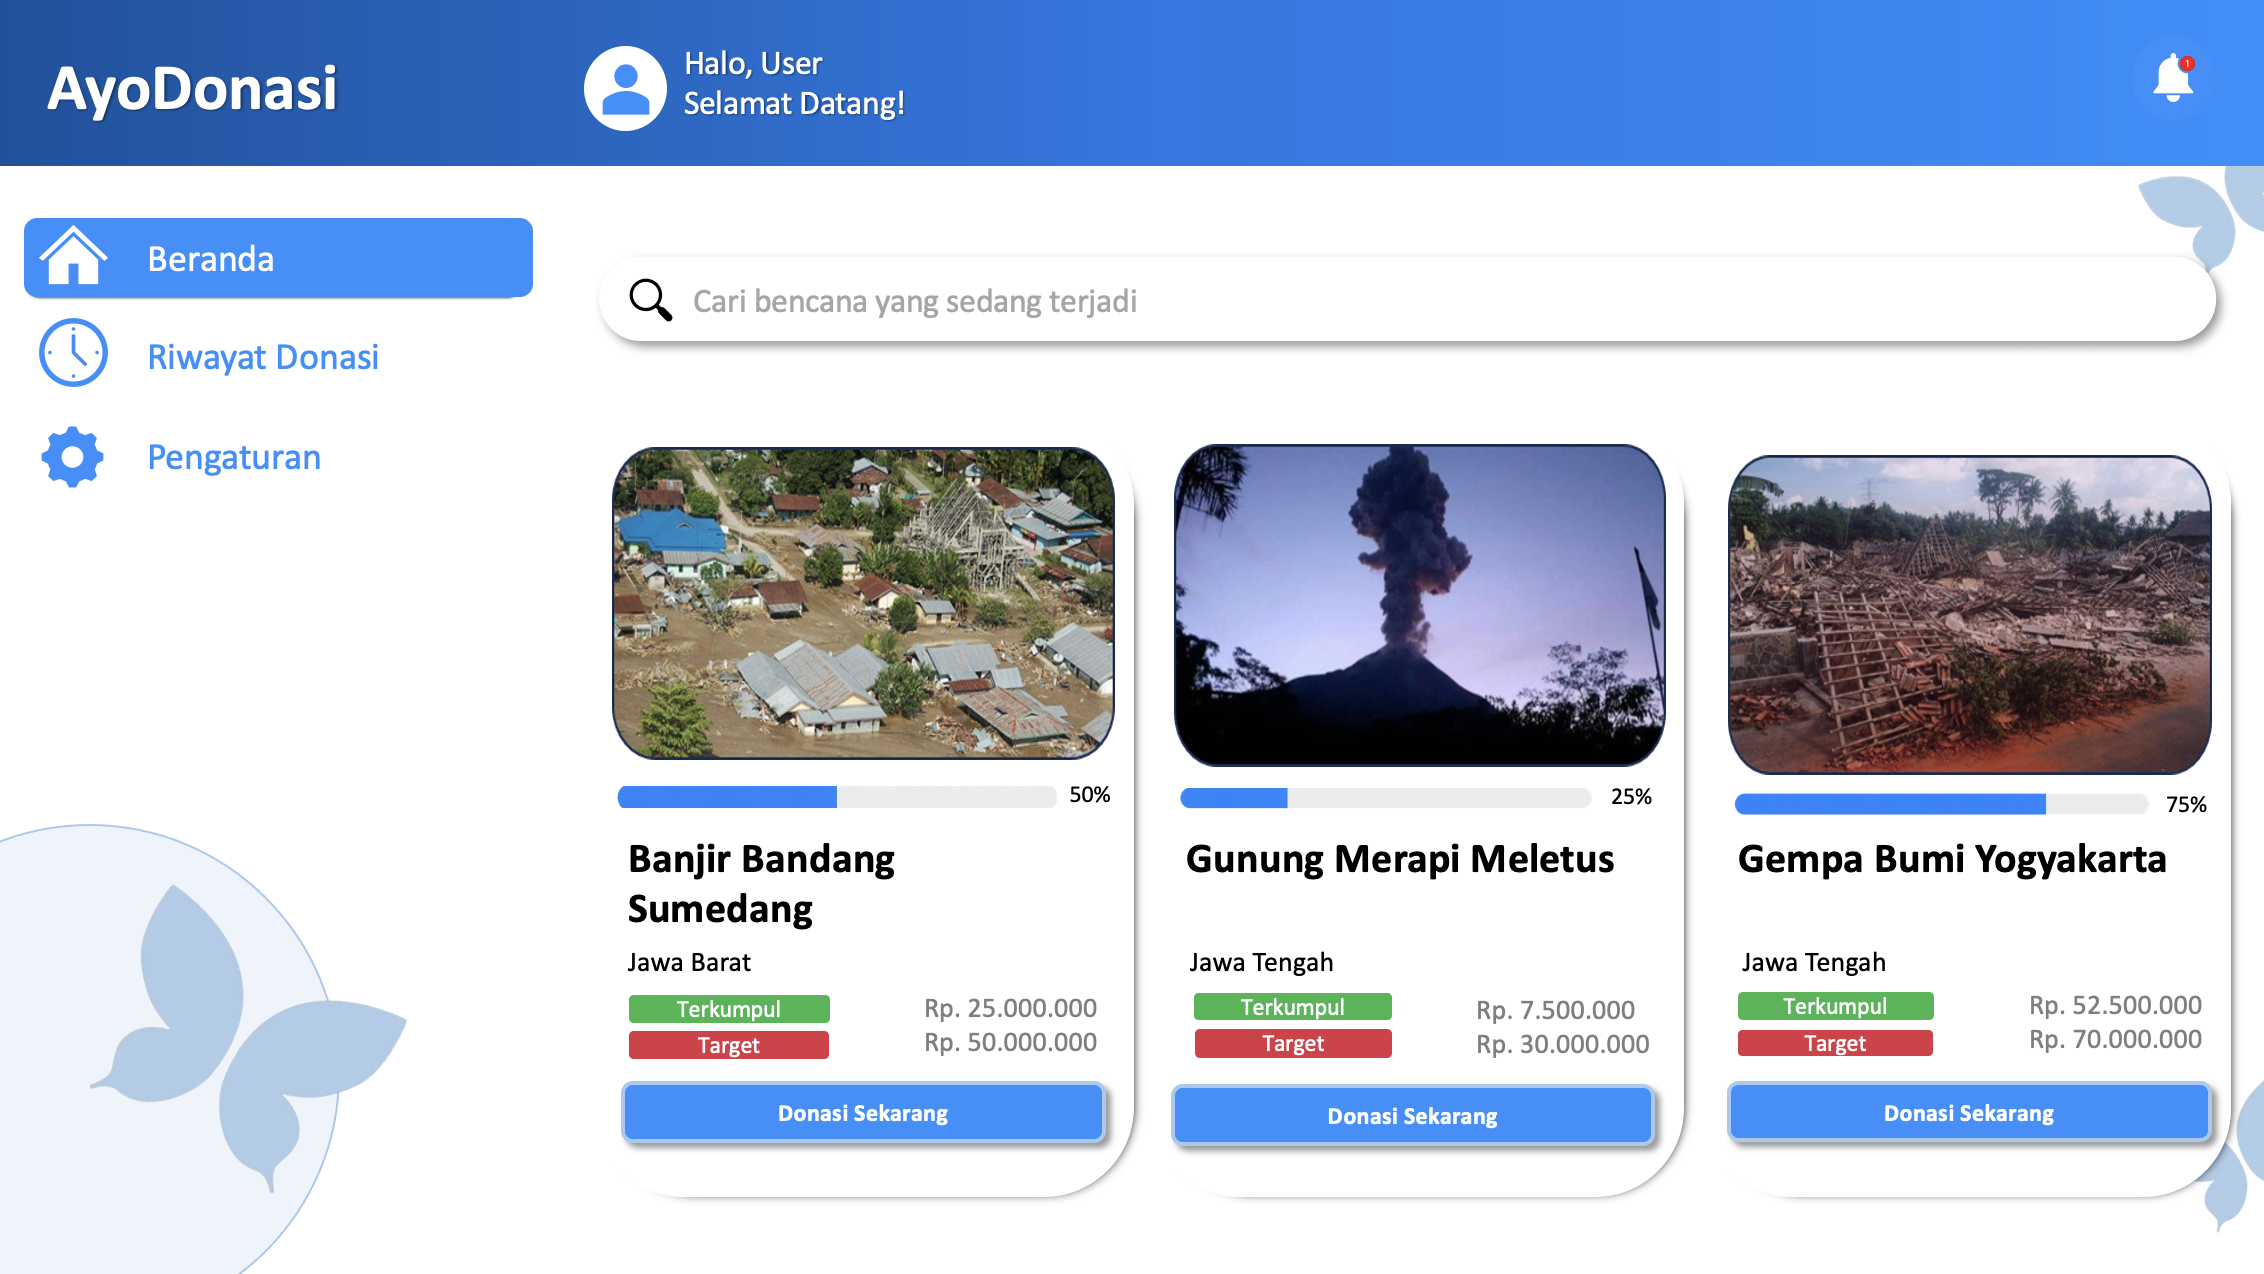 AyoDonasi
Halo, User
Selamat Datang!
1
Beranda
Riwayat Donasi
Pengaturan
Cari bencana yang sedang terjadi
50%
Banjir Bandang
Sumedang
Jawa Barat
Terkumpul Rp. 25.000.000
Target Rp. 50.000.000
Donasi Sekarang
25%
Gunung Merapi Meletus
Jawa Tengah
Terkumpul Rp. 7.500.000
Target Rp. 30.000.000
Donasi Sekarang
75%
Gempa Bumi Yogyakarta
Jawa Tengah
Terkumpul Rp. 52.500.000
Target Rp. 70.000.000
Donasi Sekarang